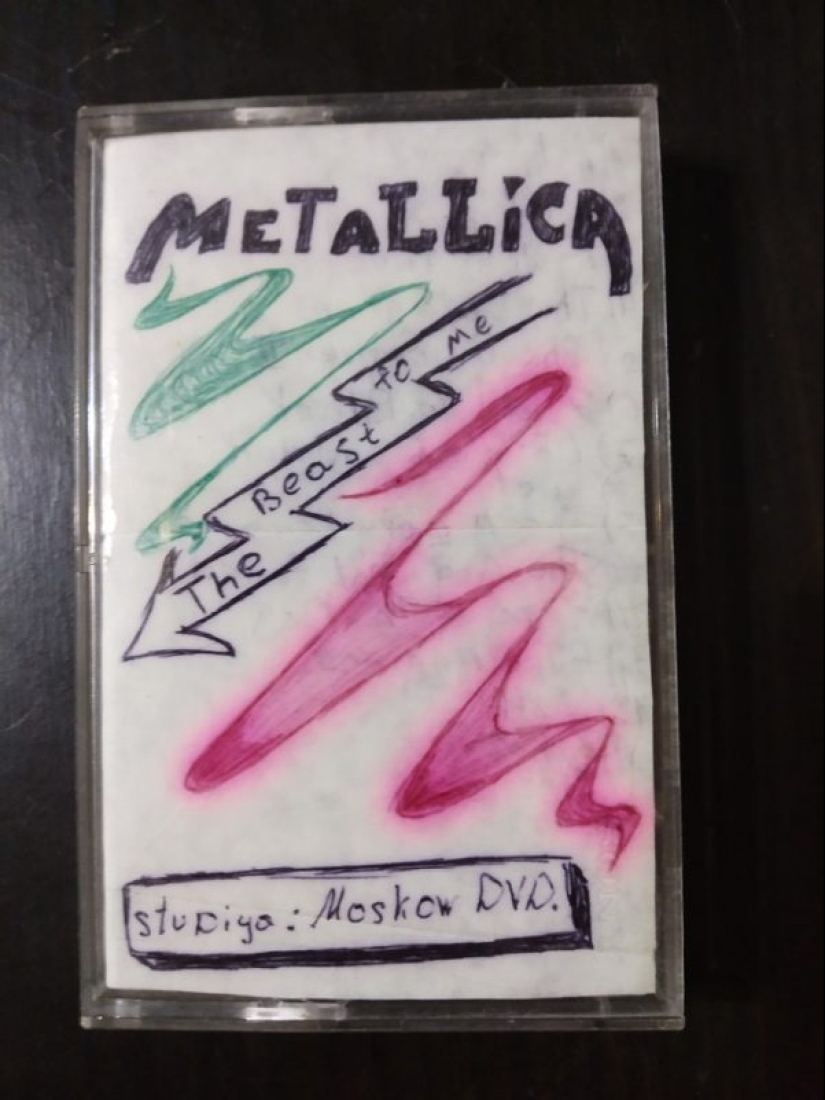 METALLiCA
The Beast to me
stuDiya: Moskow DVD.